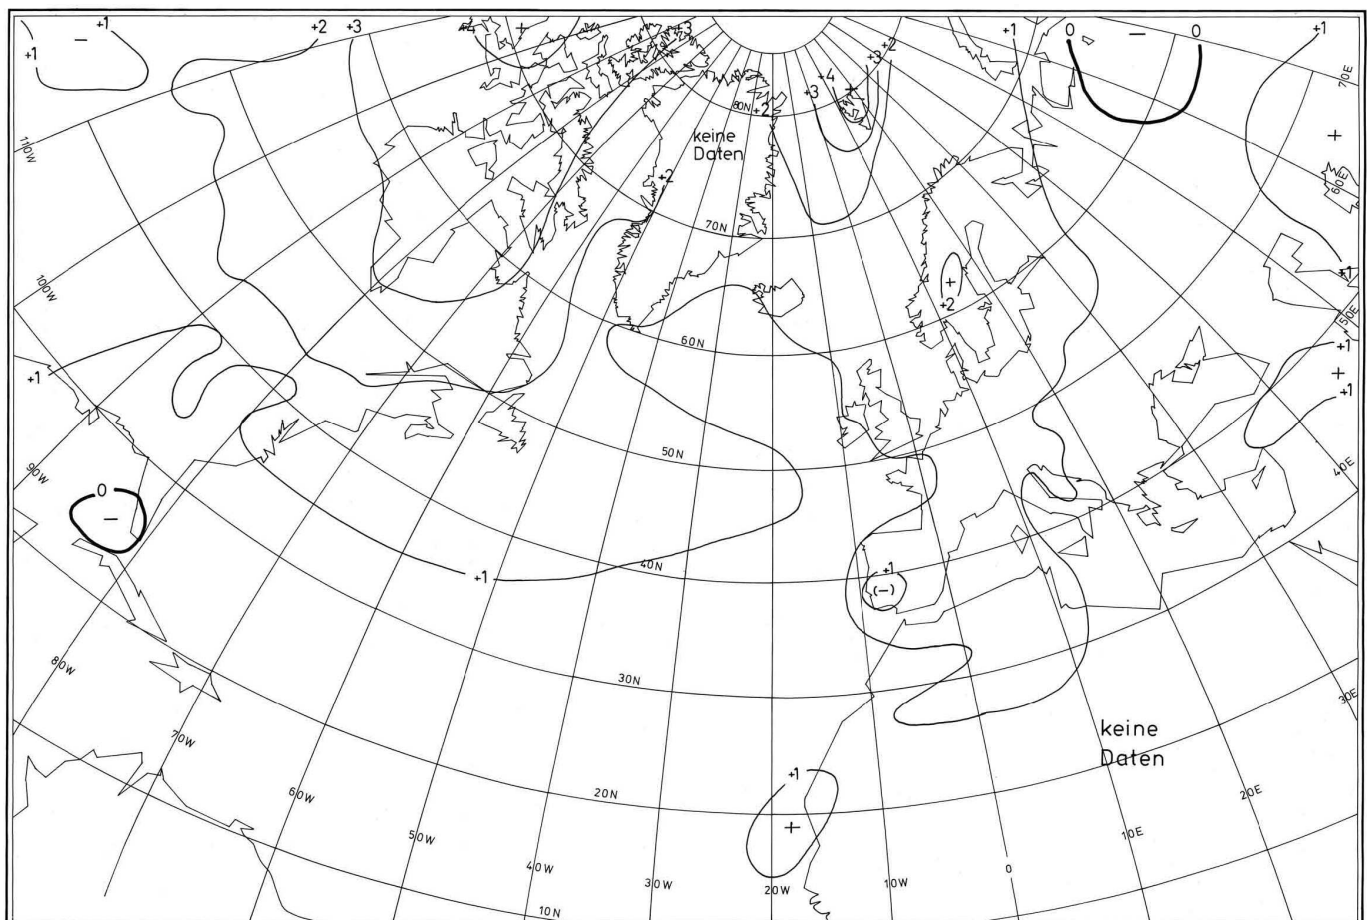 +1
+1
−
+2
+3
+2
+
+3
+1
0
−
0
+1
+2
+3
+4
+3
+
80N
+2
70E
keine
Daten
+
110W
60E
+2
70N
+1
+
+2
100W
50E
60N
+1
+1
+
+1
50N
90W
40E
0
−
40N
+1
+1
(−)
80W
30N
30E
70W
keine
Daten
+1
60W
20N
20E
+
50W
10E
40W
30W
20W
10W
0
10N